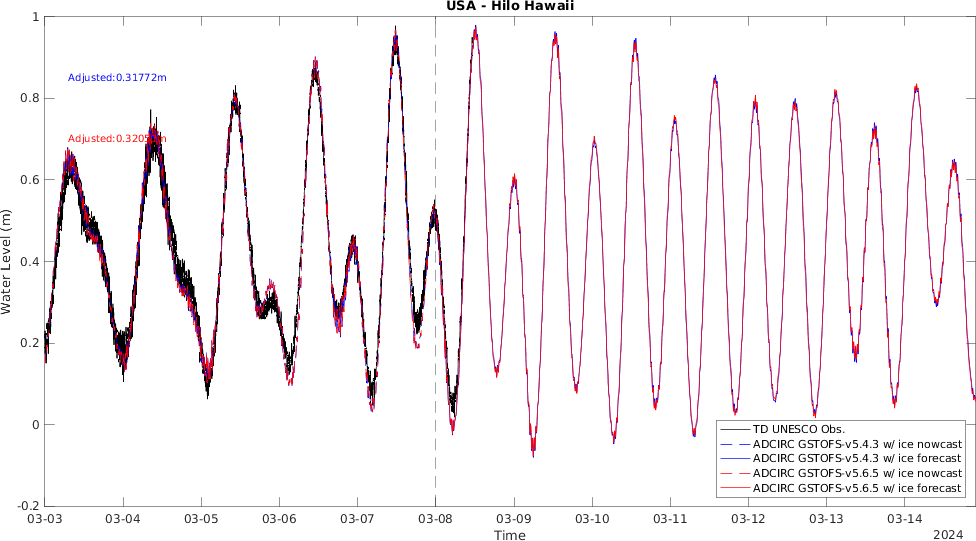 USA - Hilo Hawaii
1
0.8
0.6
0.4
0.2
0
-0.2
Water Level (m)
Adjusted:0.31772m
Adjusted:0.320
TD UNESCO Obs.
ADCIRC GSTOFS-v5.4.3 w/ ice nowcast
ADCIRC GSTOFS-v5.4.3 w/ ice forecast
ADCIRC GSTOFS-v5.6.5 w/ ice nowcast
ADCIRC GSTOFS-v5.6.5 w/ ice forecast
03-03 03-04 03-05 03-06 03-07 03-08 03-09 03-10 03-11 03-12 03-13 03-14
Time
2024